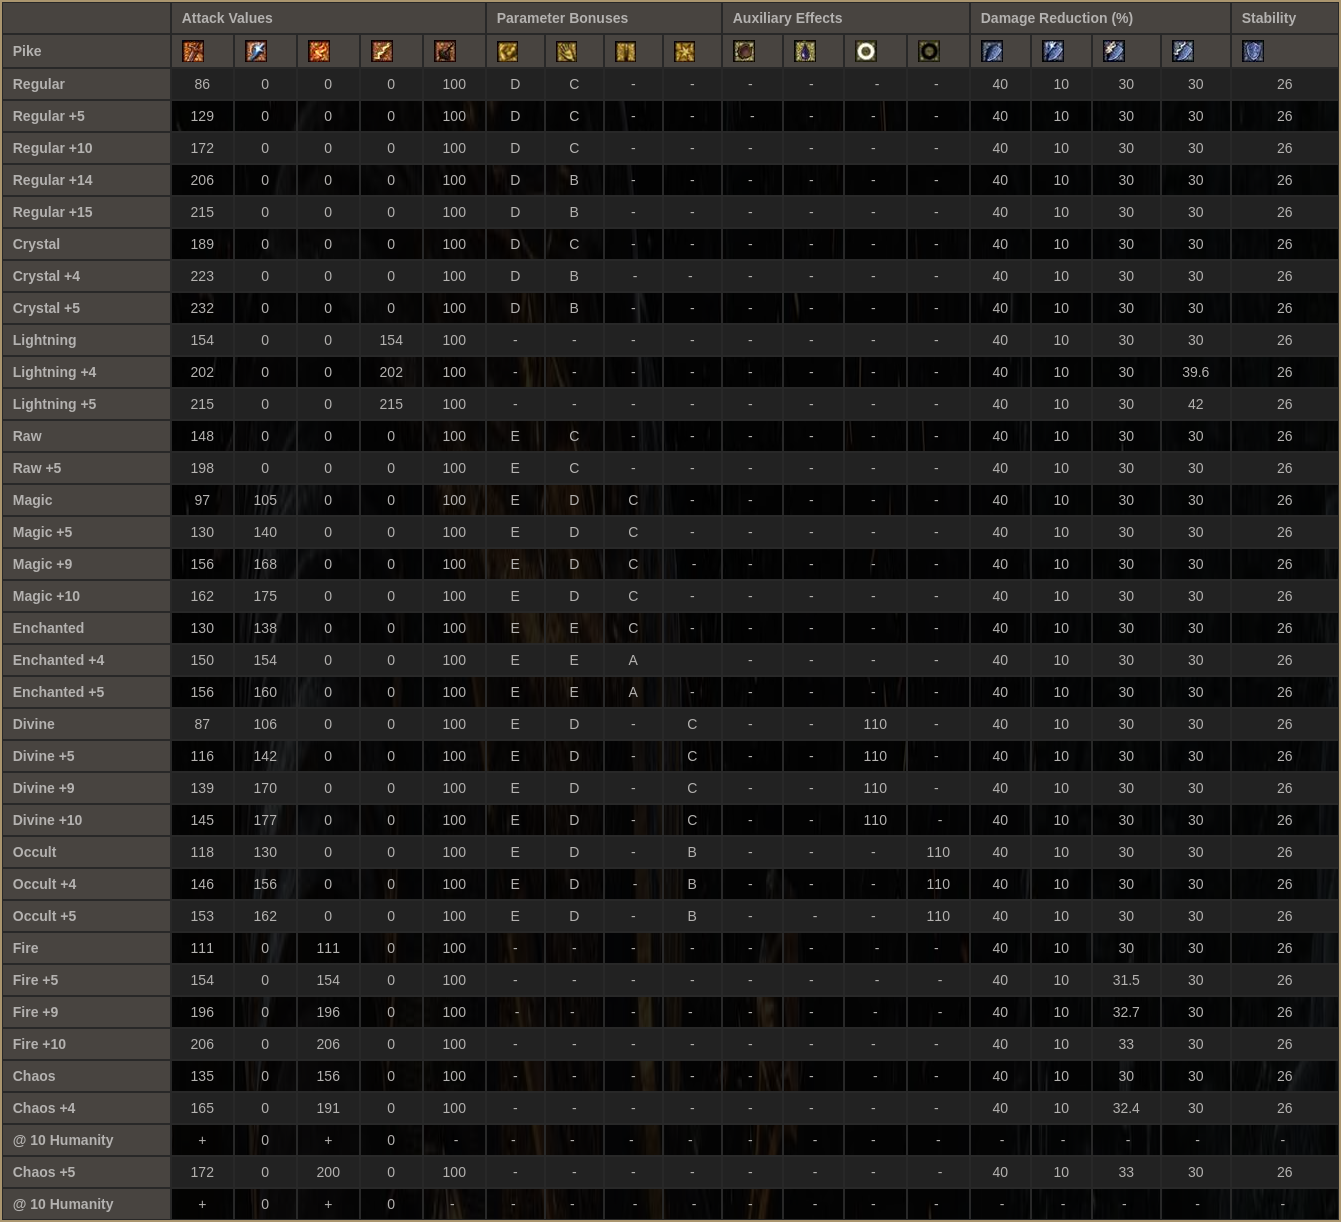 Attack Values Parameter Bonuses Auxiliary Effects Damage Reduction (%) Stability
Pike
Regular 86 0 0 0 100 D C - - - - - - 40 10 30 30 26
Regular +5 129 0 0 0 100 D C - - - - - - 40 10 30 30 26
Regular +10 172 0 0 0 100 D C - - - - - - 40 10 30 30 26
Regular +14 206 0 0 0 100 D B - - - - - - 40 10 30 30 26
Regular +15 215 0 0 0 100 D B - - - - - - 40 10 30 30 26
Crystal 189 0 0 0 100 D C - - - - - - 40 10 30 30 26
Crystal +4 223 0 0 0 100 D B - - - - - - 40 10 30 30 26
Crystal +5 232 0 0 0 100 D B - - - - - - 40 10 30 30 26
Lightning 154 0 0 154 100 - - - - - - - - 40 10 30 30 26
Lightning +4 202 0 0 202 100 - - - - - - - - 40 10 30 39.6 26
Lightning +5 215 0 0 215 100 - - - - - - - - 40 10 30 42 26
Raw 148 0 0 0 100 E C - - - - - - 40 10 30 30 26
Raw +5 198 0 0 0 100 E C - - - - - - 40 10 30 30 26
Magic 97 105 0 0 100 E D C - - - - - 40 10 30 30 26
Magic +5 130 140 0 0 100 E D C - - - - - 40 10 30 30 26
Magic +9 156 168 0 0 100 E D C - - - - - 40 10 30 30 26
Magic +10 162 175 0 0 100 E D C - - - - - 40 10 30 30 26
Enchanted 130 138 0 0 100 E E C - - - - - 40 10 30 30 26
Enchanted +4 150 154 0 0 100 E E A - - - - 40 10 30 30 26
Enchanted +5 156 160 0 0 100 E E A - - - - - 40 10 30 30 26
Divine 87 106 0 0 100 E D - C - - 110 - 40 10 30 30 26
Divine +5 116 142 0 0 100 E D - C - - 110 - 40 10 30 30 26
Divine +9 139 170 0 0 100 E D - C - - 110 - 40 10 30 30 26
Divine +10 145 177 0 0 100 E D - C - - 110 - 40 10 30 30 26
Occult 118 130 0 0 100 E D - B - - - 110 40 10 30 30 26
Occult +4 146 156 0 0 100 E D - B - - - 110 40 10 30 30 26
Occult +5 153 162 0 0 100 E D - B - - - 110 40 10 30 30 26
Fire 111 0 111 0 100 - - - - - - - - 40 10 30 30 26
Fire +5 154 0 154 0 100 - - - - - - - - 40 10 31.5 30 26
Fire +9 196 0 196 0 100 - - - - - - - - 40 10 32.7 30 26
Fire +10 206 0 206 0 100 - - - - - - - - 40 10 33 30 26
Chaos 135 0 156 0 100 - - - - - - - - 40 10 30 30 26
Chaos +4 165 0 191 0 100 - - - - - - - - 40 10 32.4 30 26
@ 10 Humanity + 0 + 0 - - - - - - - - - - - - - -
Chaos +5 172 0 200 0 100 - - - - - - - - 40 10 33 30 26
@ 10 Humanity + 0 + 0 - - - - - - - - - - - - - -